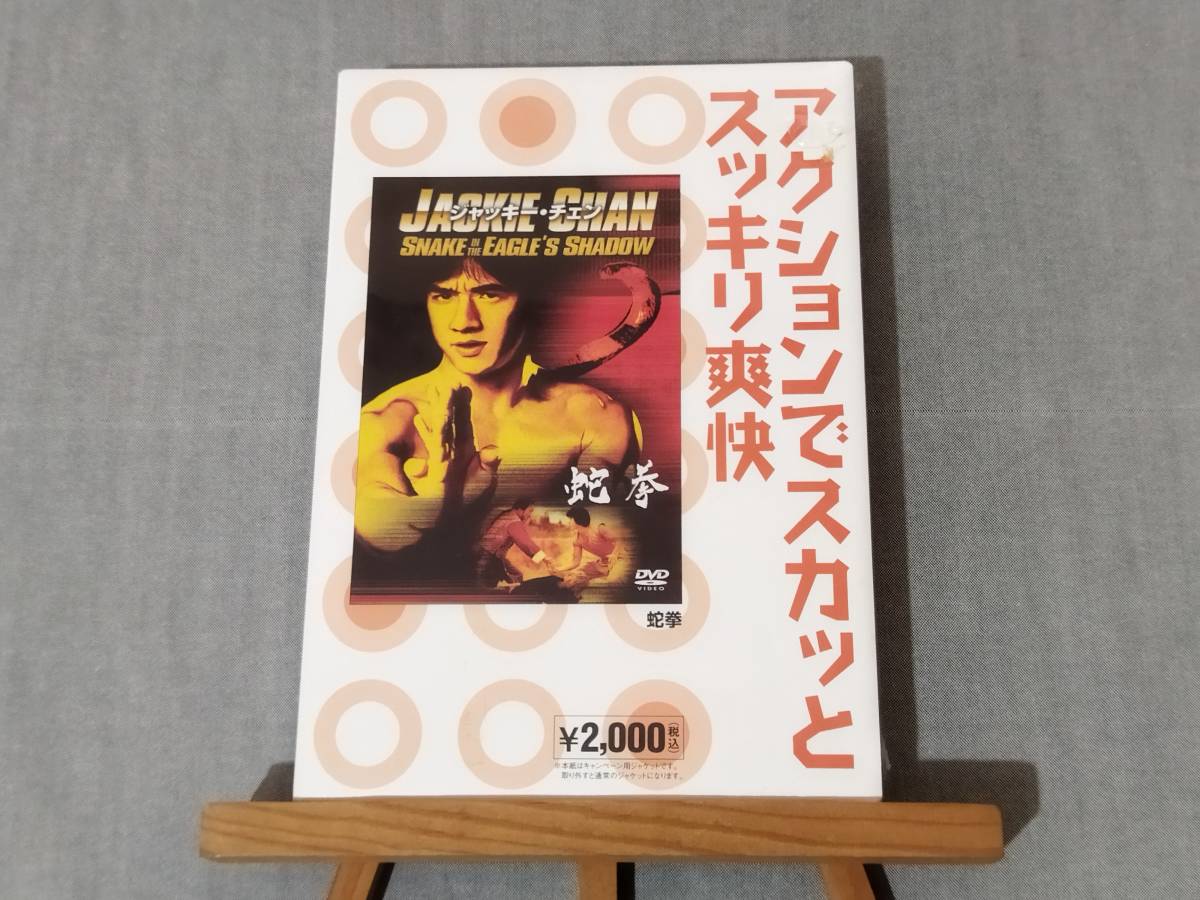 アクションでスカッと
スッキリ爽快
JACKIE CHAN
ジャッキー・チェン
SNAKE IN THE EAGLE'S SHADOW
蛇拳
DVD
VIDEO
蛇拳
¥2,000(税込)
※本紙はキャンペーン用ジャケットです。
取り外すと通常のジャケットになります。